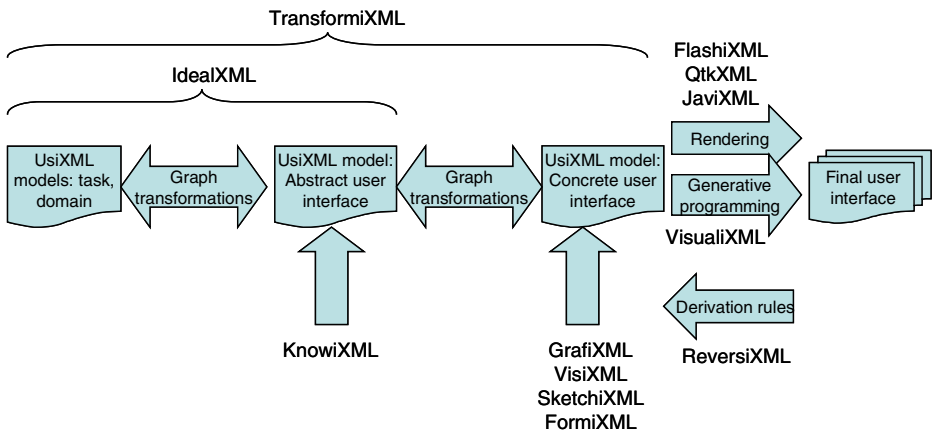 TransformiXML
IdealXML
FlashiXML
QtkXML
JaviXML
UsiXML
models: task,
domain
Graph
transformations
UsiXML model:
Abstract user
interface
Graph
transformations
UsiXML model:
Concrete user
interface
Rendering
Generative
programming
VisualiXML
Final user
interface
Derivation rules
ReversiXML
KnowiXML
GrafiXML
VisiXML
SketchiXML
FormiXML